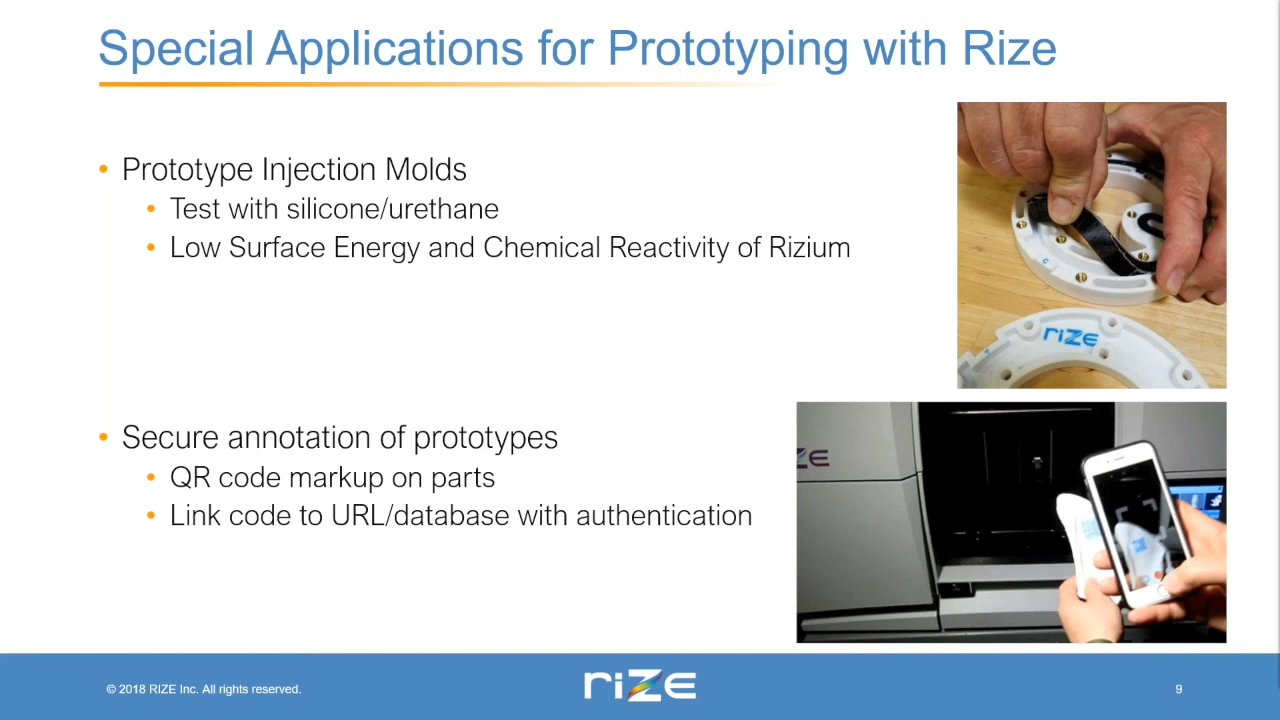 Special Applications for Prototyping with Rize
• Prototype Injection Molds
• Test with silicone/urethane
• Low Surface Energy and Chemical Reactivity of Rizium
rize
• Secure annotation of prototypes
• QR code markup on parts
• Link code to URL/database with authentication
ze
© 2018 RIZE Inc. All rights reserved.
rize
9